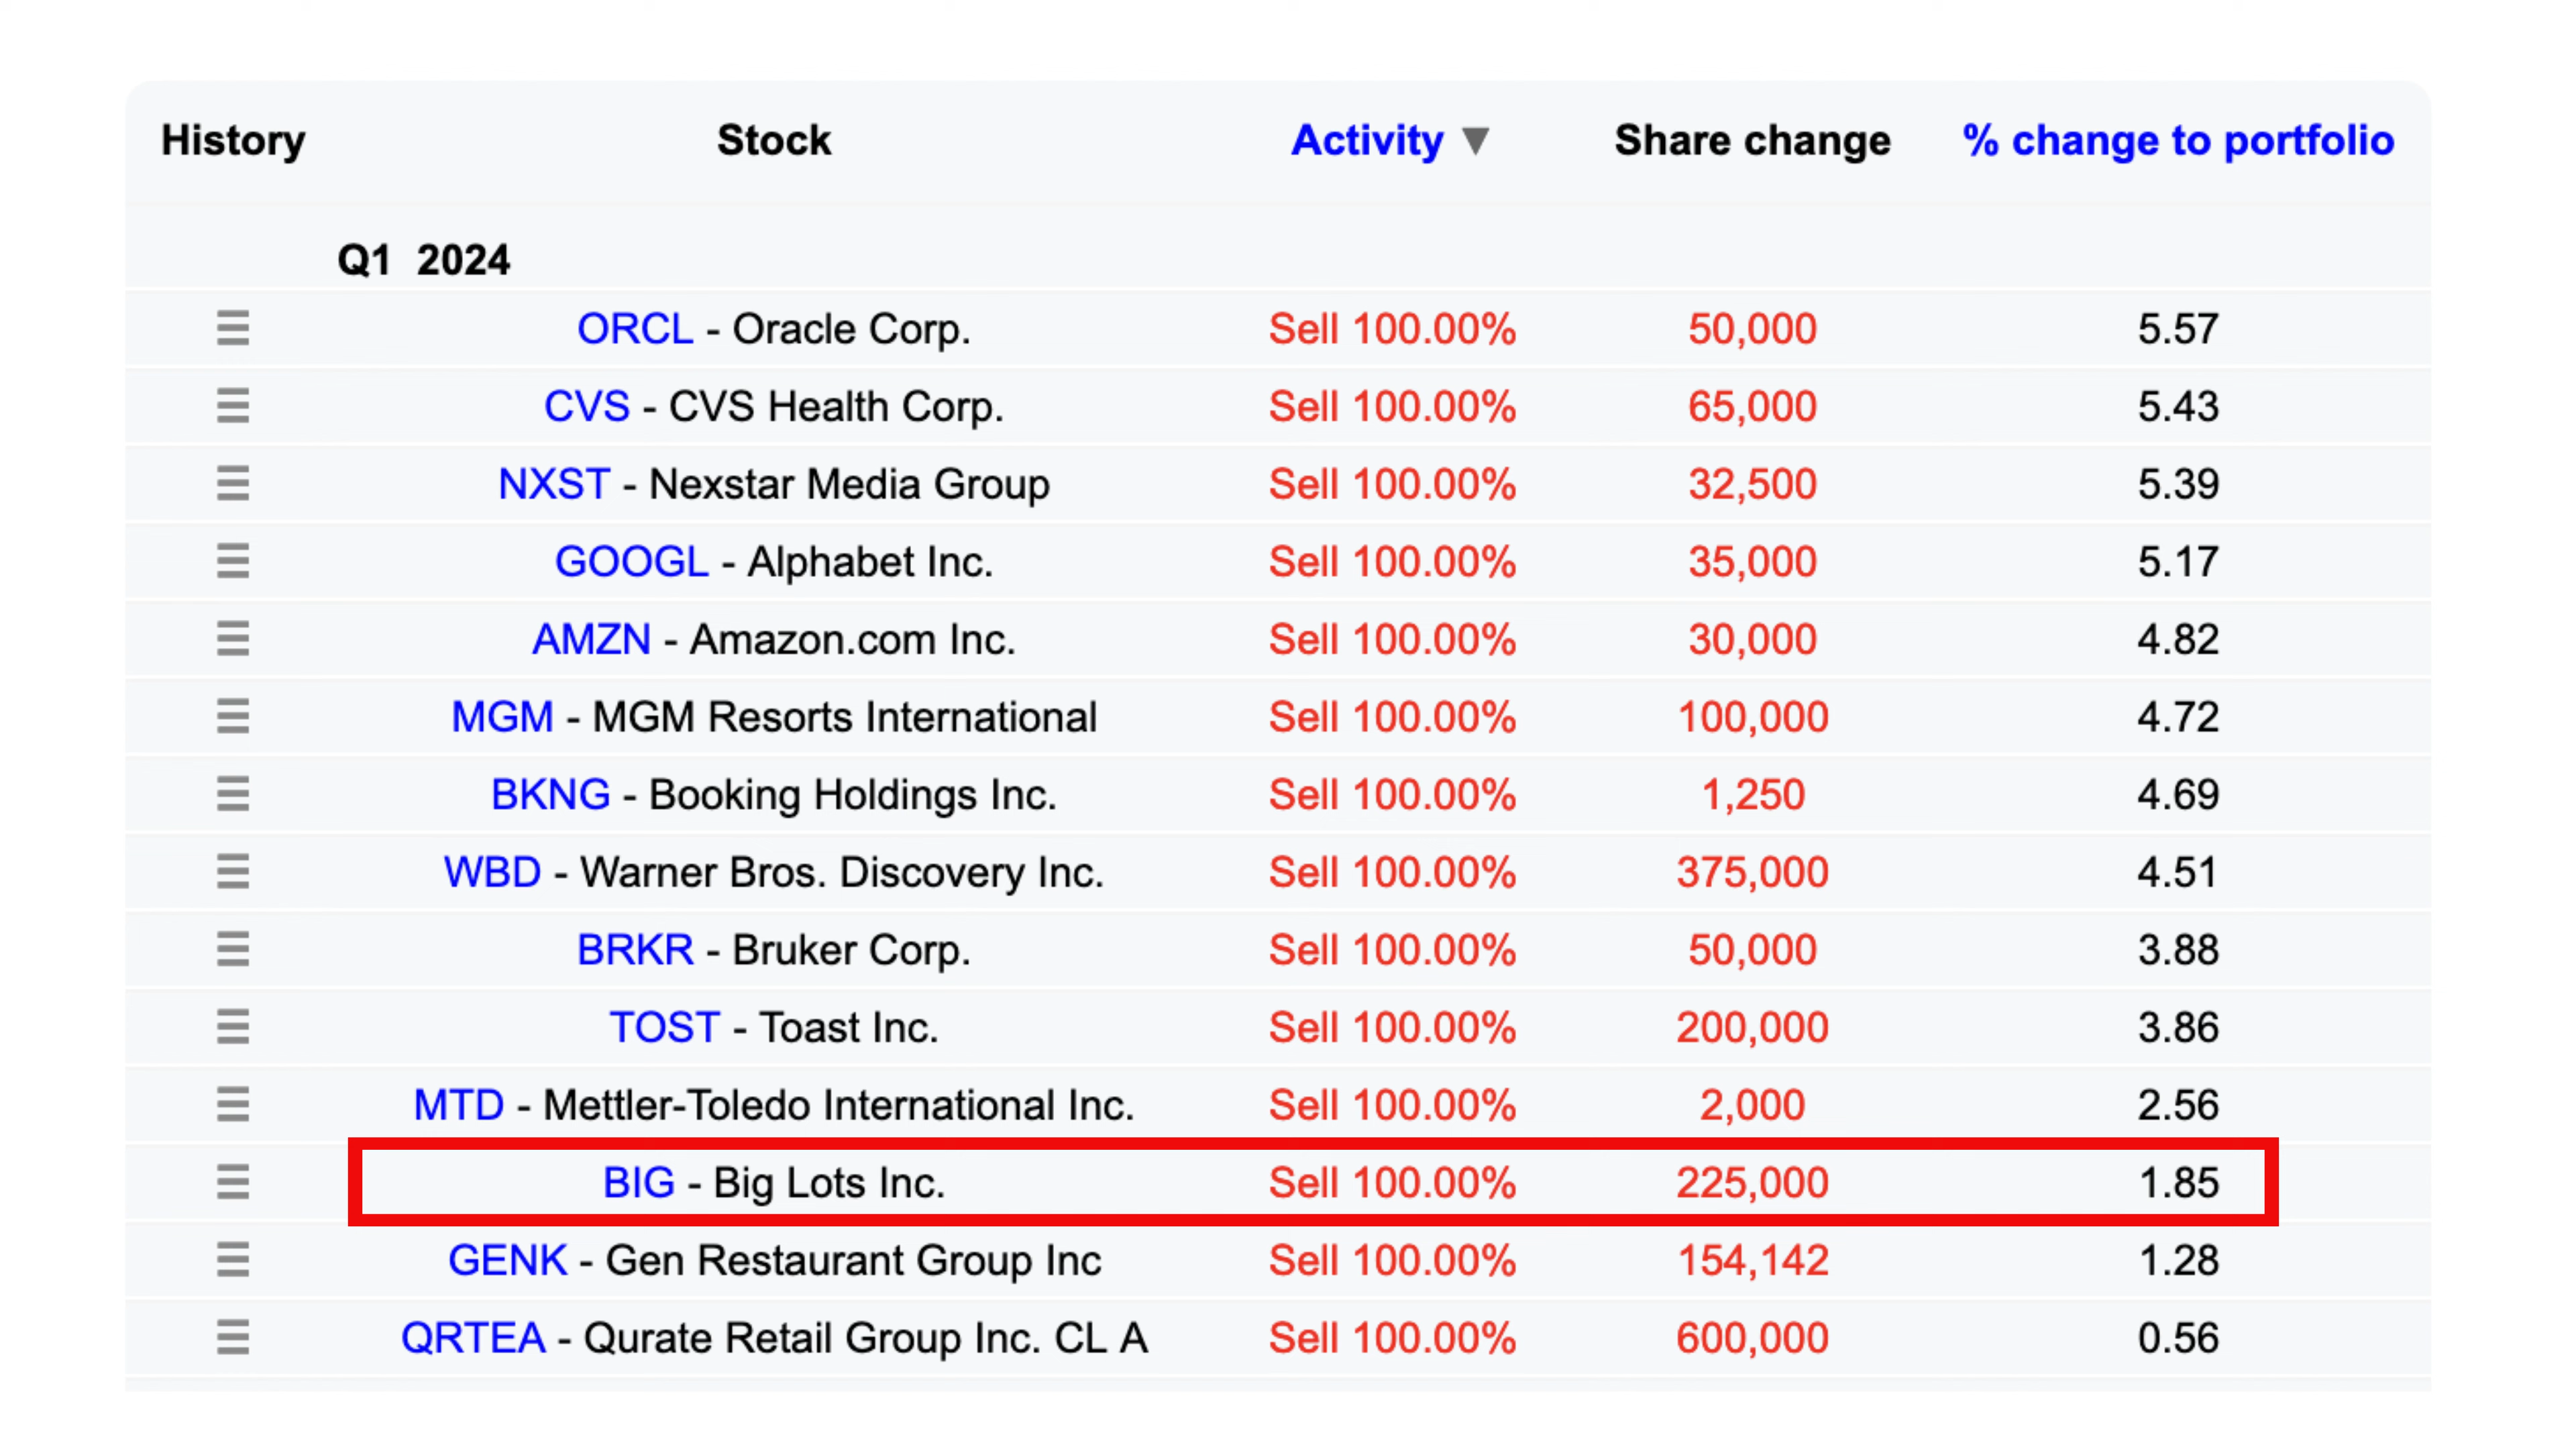 History Stock Activity ▼ Share change % change to portfolio
Q1 2024
ORCL - Oracle Corp. Sell 100.00% 50,000 5.57
CVS - CVS Health Corp. Sell 100.00% 65,000 5.43
NXST - Nexstar Media Group Sell 100.00% 32,500 5.39
GOOGL - Alphabet Inc. Sell 100.00% 35,000 5.17
AMZN - Amazon.com Inc. Sell 100.00% 30,000 4.82
MGM - MGM Resorts International Sell 100.00% 100,000 4.72
BKNG - Booking Holdings Inc. Sell 100.00% 1,250 4.69
WBD - Warner Bros. Discovery Inc. Sell 100.00% 375,000 4.51
BRKR - Bruker Corp. Sell 100.00% 50,000 3.88
TOST - Toast Inc. Sell 100.00% 200,000 3.86
MTD - Mettler-Toledo International Inc. Sell 100.00% 2,000 2.56
BIG - Big Lots Inc. Sell 100.00% 225,000 1.85
GENK - Gen Restaurant Group Inc Sell 100.00% 154,142 1.28
QRTEA - Qurate Retail Group Inc. CL A Sell 100.00% 600,000 0.56